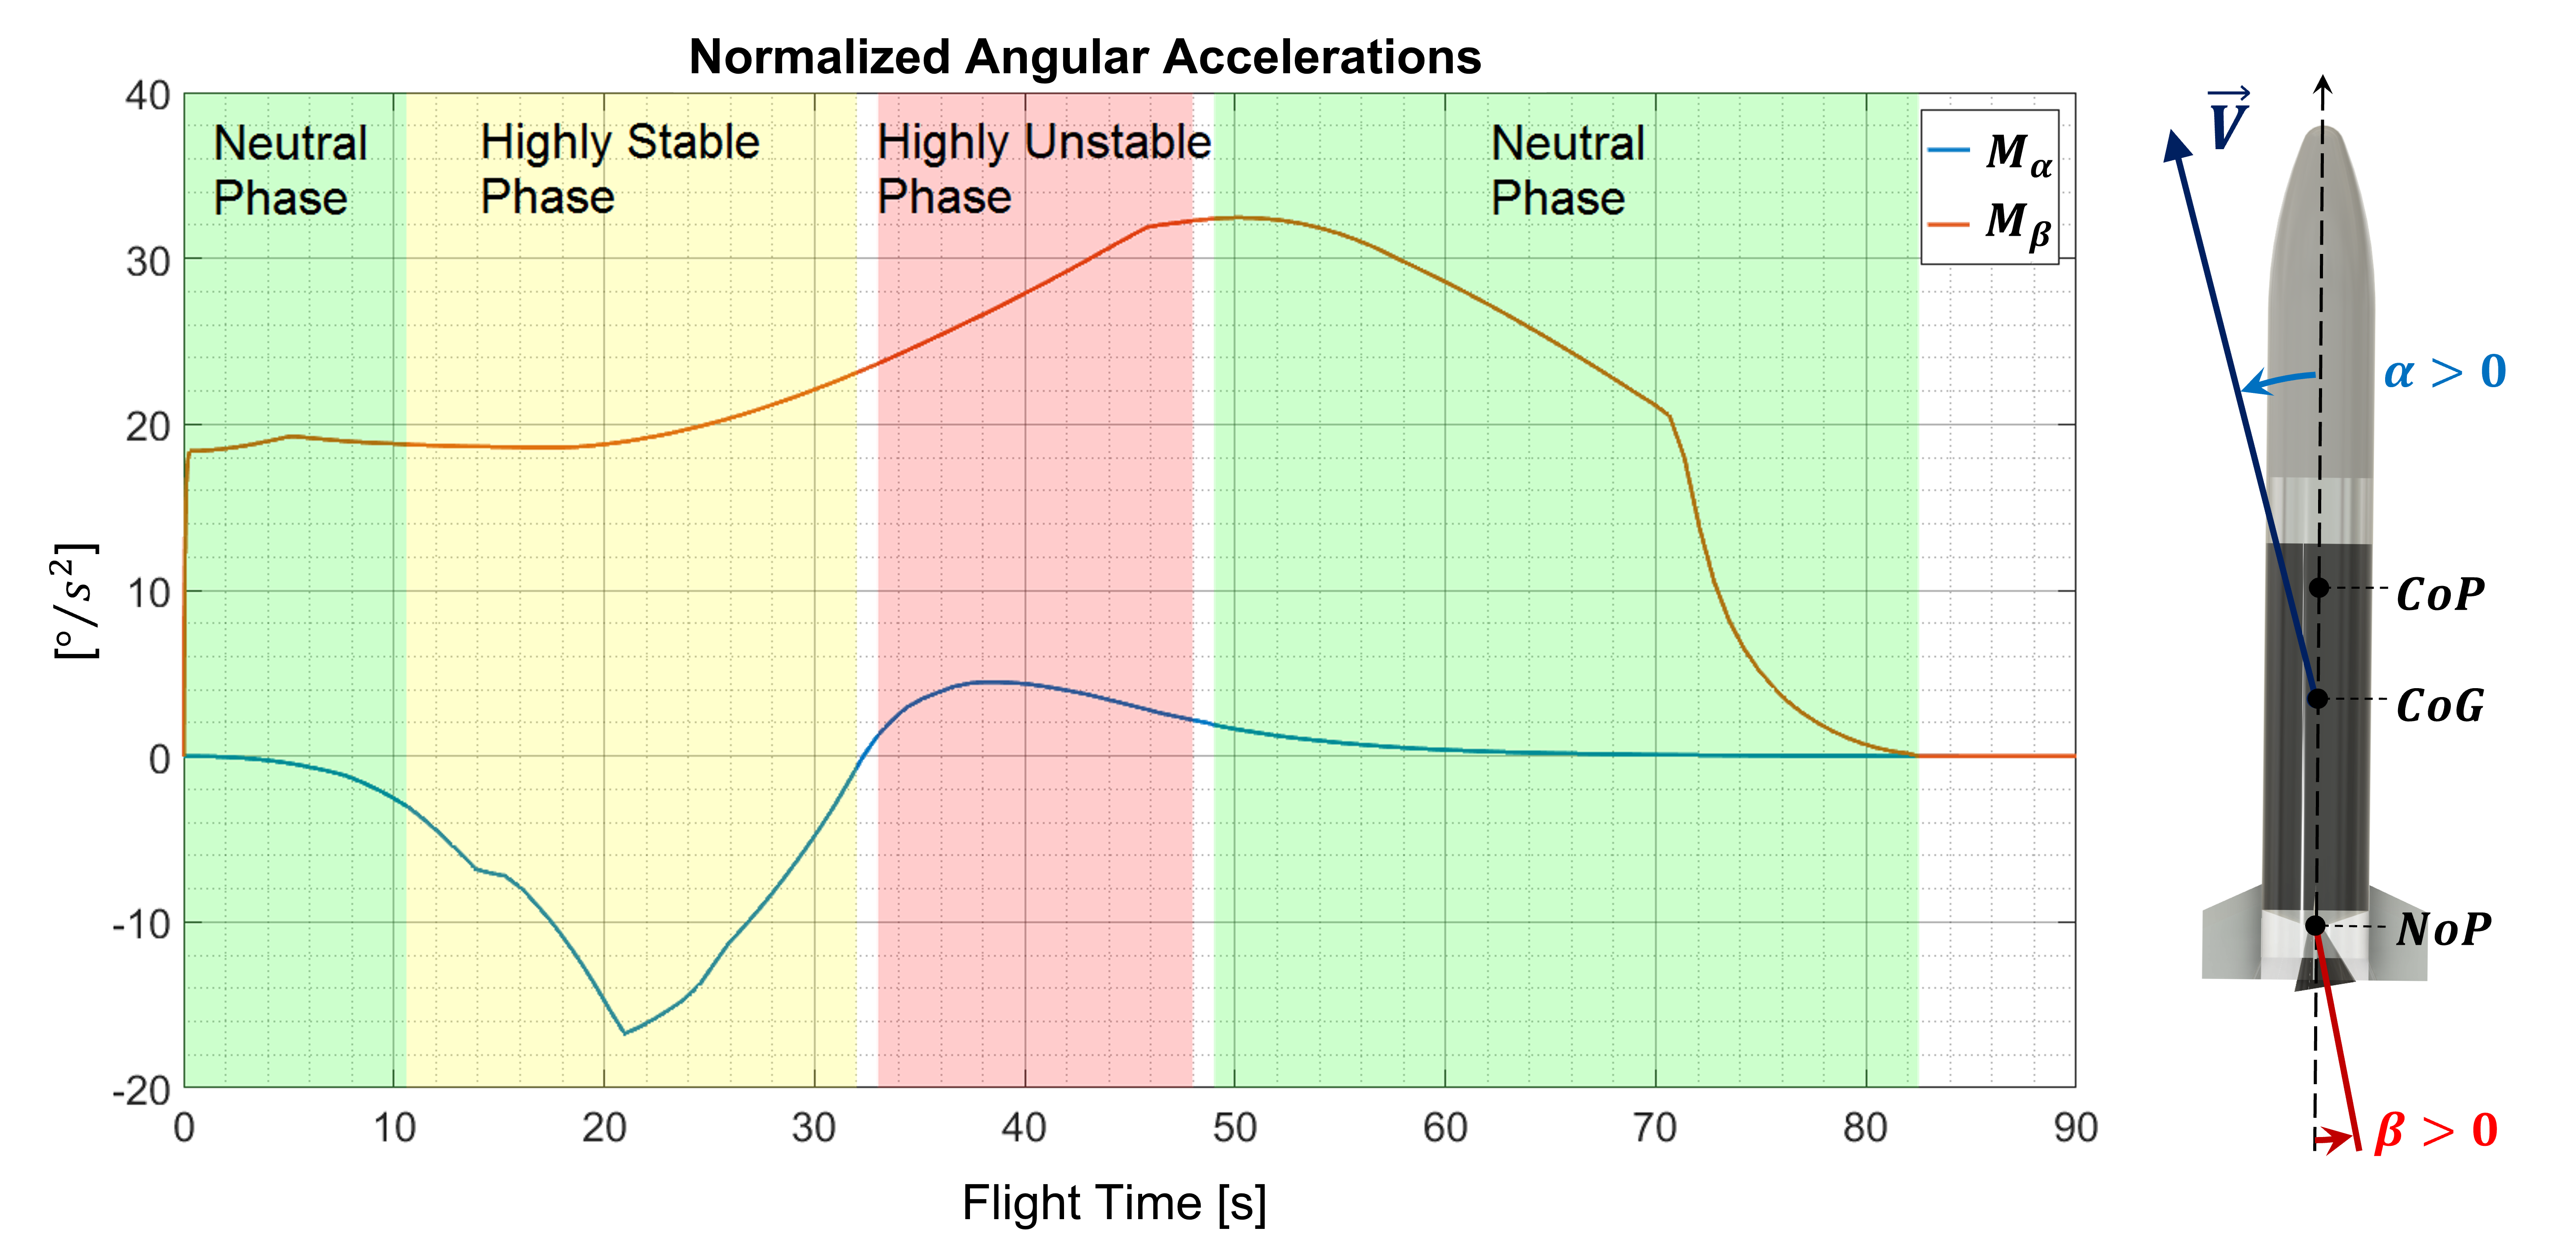 Normalized Angular Accelerations
40
30
20
10
0
-10
-20
[°/s²]
Neutral
Phase
Highly Stable
Phase
Highly Unstable
Phase
Neutral
Phase
M_α
M_β
0 10 20 30 40 50 60 70 80 90
Flight Time [s]
V⃗
α > 0
CoP
CoG
NoP
β > 0